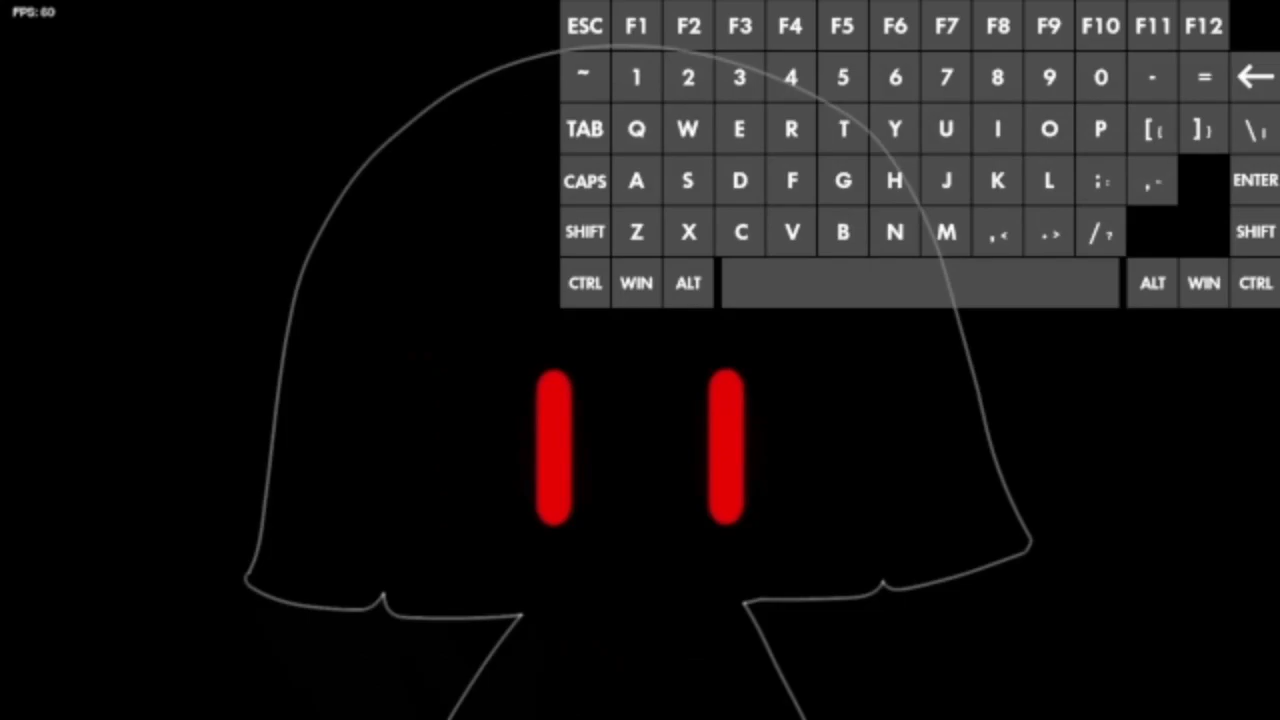 FPS: 60
ESC F1 F2 F3 F4 F5 F6 F7 F8 F9 F10 F11 F12
~ 1 2 3 4 5 6 7 8 9 0 - = ←
TAB Q W E R T Y U I O P [{ ]} \
CAPS A S D F G H J K L ;: , ENTER
SHIFT Z X C V B N M ,< .> /? SHIFT
CTRL WIN ALT ALT WIN CTRL